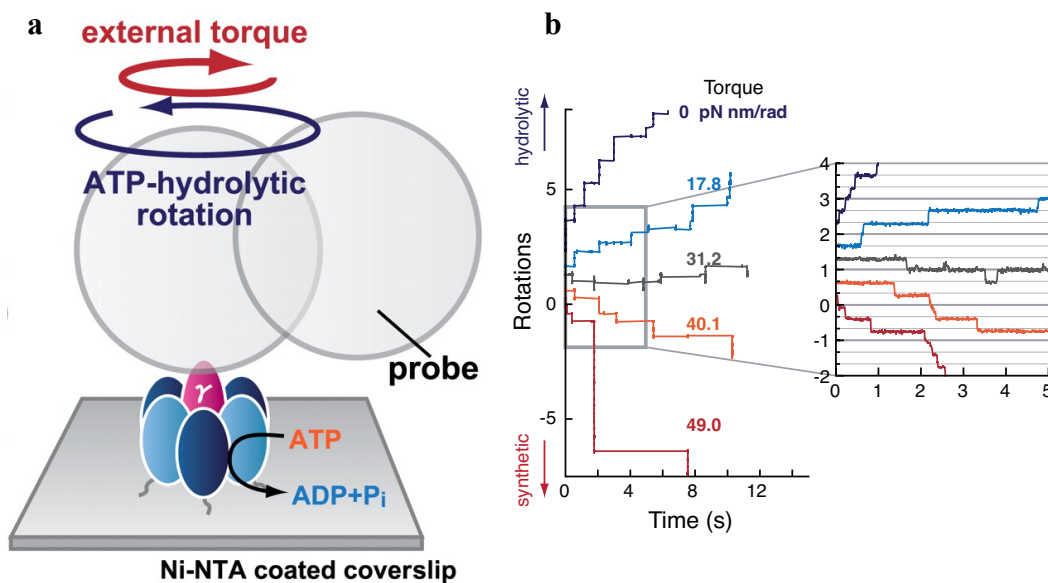 a
external torque
ATP-hydrolytic
rotation
probe
γ
ATP
ADP+Pi
Ni-NTA coated coverslip
b
Torque
0 pN nm/rad
17.8
31.2
40.1
49.0
hydrolytic
synthetic
Rotations
5
0
-5
0 4 8 12
Time (s)
4
3
2
1
0
-1
-2
0 1 2 3 4 5